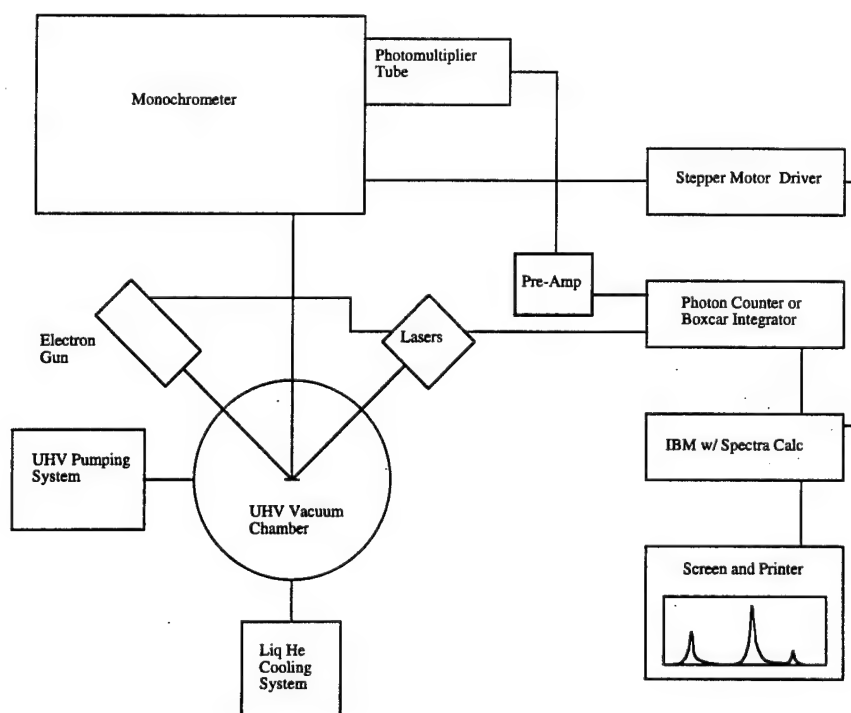 Photomultiplier
Tube
Monochrometer
Stepper Motor Driver
Pre-Amp
Photon Counter or
Boxcar Integrator
Electron
Gun
Lasers
IBM w/ Spectra Calc
UHV Pumping
System
UHV Vacuum
Chamber
Screen and Printer
Liq He
Cooling
System